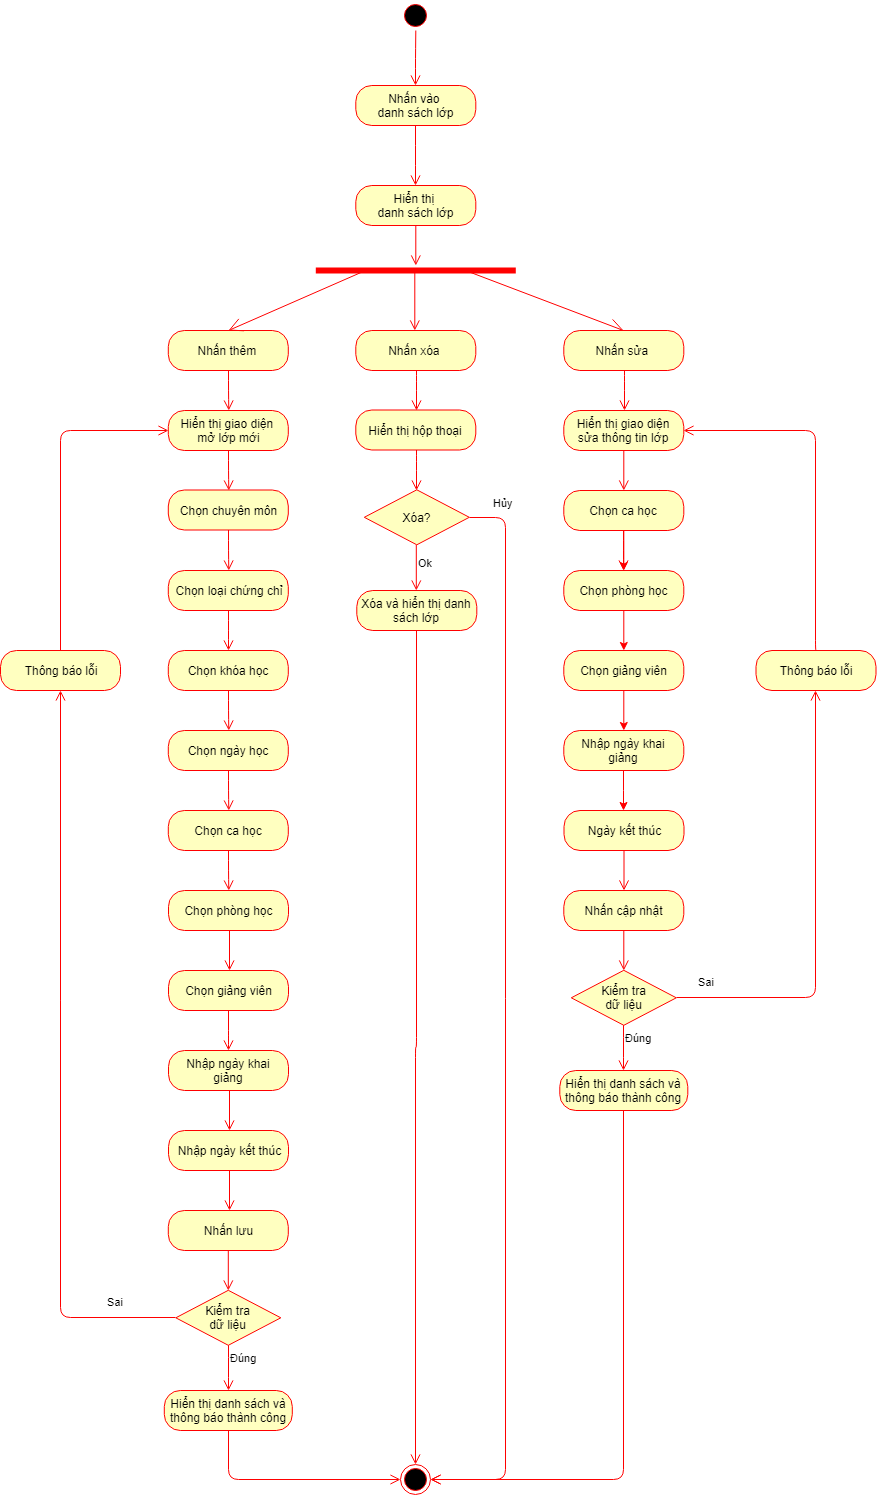 Nhấn vào
danh sách lớp
Hiển thị
danh sách lớp
Nhấn thêm
Hiển thị giao diện
mở lớp mới
Chọn chuyên môn
Chọn loại chứng chỉ
Chọn khóa học
Chọn ngày học
Chọn ca học
Chọn phòng học
Chọn giảng viên
Nhập ngày khai
giảng
Nhập ngày kết thúc
Nhấn lưu
Kiểm tra
dữ liệu
Sai
Thông báo lỗi
Đúng
Hiển thị danh sách và
thông báo thành công
Nhấn xóa
Hiển thị hộp thoại
Xóa?
Hủy
Ok
Xóa và hiển thị danh
sách lớp
Nhấn sửa
Hiển thị giao diện
sửa thông tin lớp
Chọn ca học
Chọn phòng học
Chọn giảng viên
Nhập ngày khai
giảng
Ngày kết thúc
Nhấn cập nhật
Kiểm tra
dữ liệu
Sai
Thông báo lỗi
Đúng
Hiển thị danh sách và
thông báo thành công